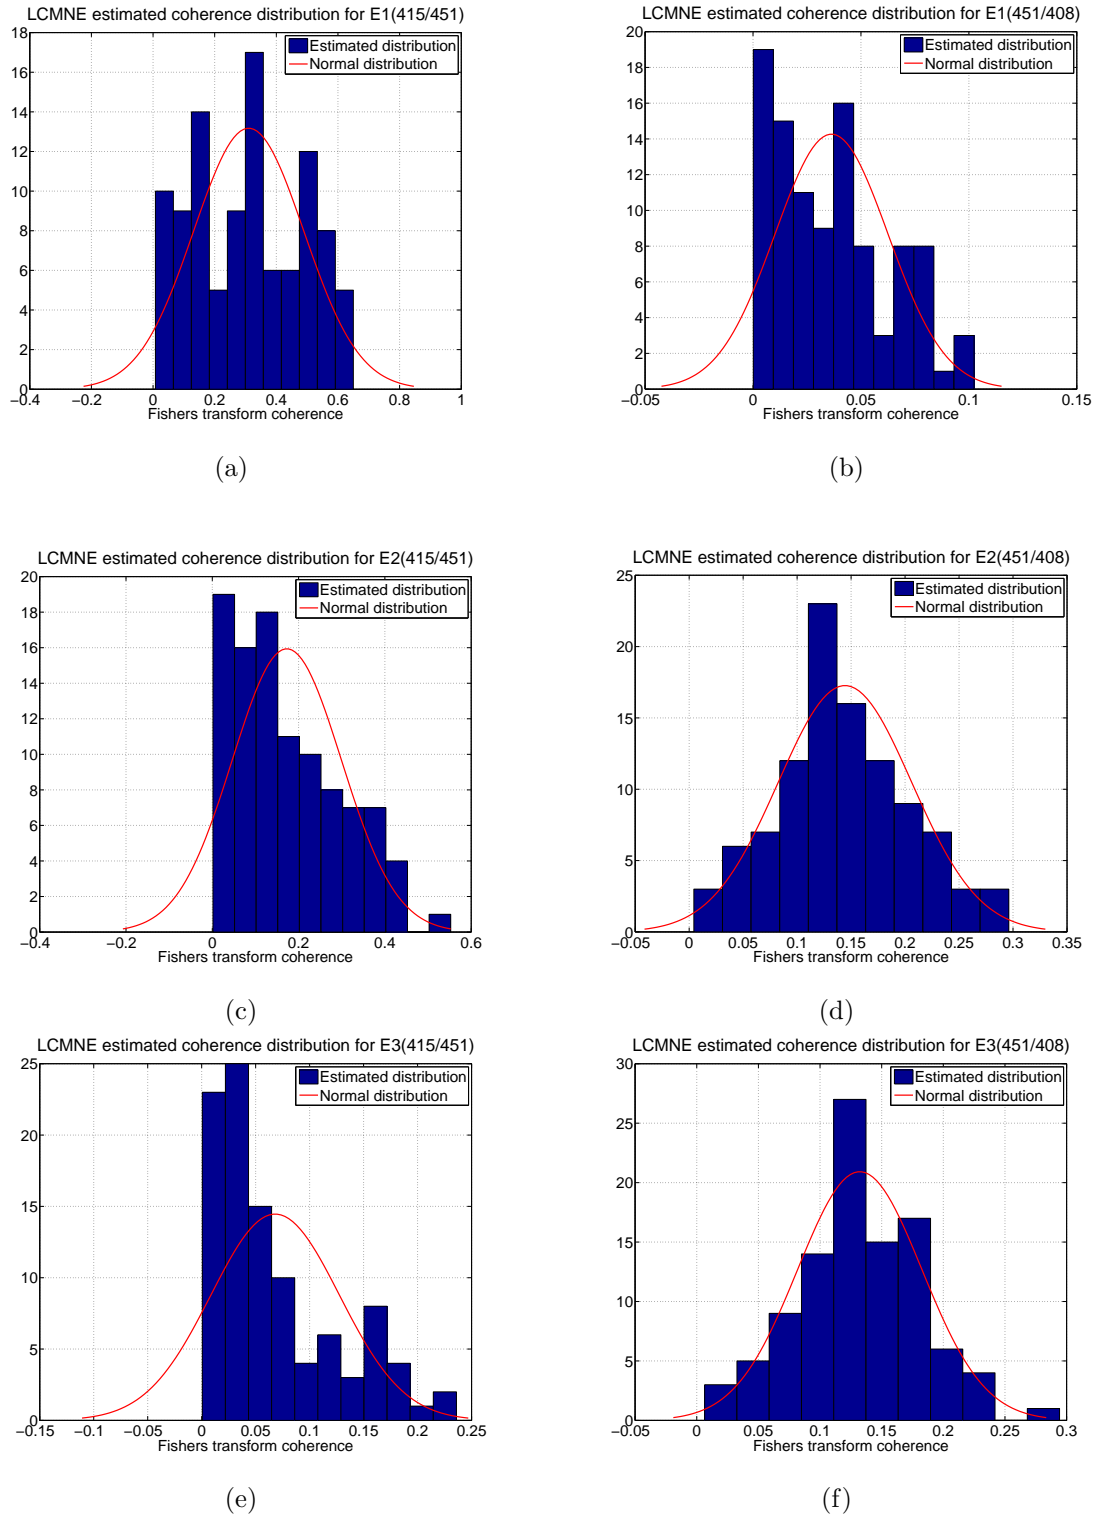 LCMNE estimated coherence distribution for E1(415/451)
18
16
14
12
10
8
6
4
2
0
Estimated distribution
Normal distribution
−0.4 −0.2 0 0.2 0.4 0.6 0.8 1
Fishers transform coherence
(a)
LCMNE estimated coherence distribution for E1(451/408)
20
18
16
14
12
10
8
6
4
2
0
Estimated distribution
Normal distribution
−0.05 0 0.05 0.1 0.15
Fishers transform coherence
(b)
LCMNE estimated coherence distribution for E2(415/451)
20
18
16
14
12
10
8
6
4
2
0
Estimated distribution
Normal distribution
−0.4 −0.2 0 0.2 0.4 0.6
Fishers transform coherence
(c)
LCMNE estimated coherence distribution for E2(451/408)
25
20
15
10
5
0
Estimated distribution
Normal distribution
−0.05 0 0.05 0.1 0.15 0.2 0.25 0.3 0.35
Fishers transform coherence
(d)
LCMNE estimated coherence distribution for E3(415/451)
25
20
15
10
5
0
Estimated distribution
Normal distribution
−0.15 −0.1 −0.05 0 0.05 0.1 0.15 0.2 0.25
Fishers transform coherence
(e)
LCMNE estimated coherence distribution for E3(451/408)
30
25
20
15
10
5
0
Estimated distribution
Normal distribution
−0.05 0 0.05 0.1 0.15 0.2 0.25 0.3
Fishers transform coherence
(f)